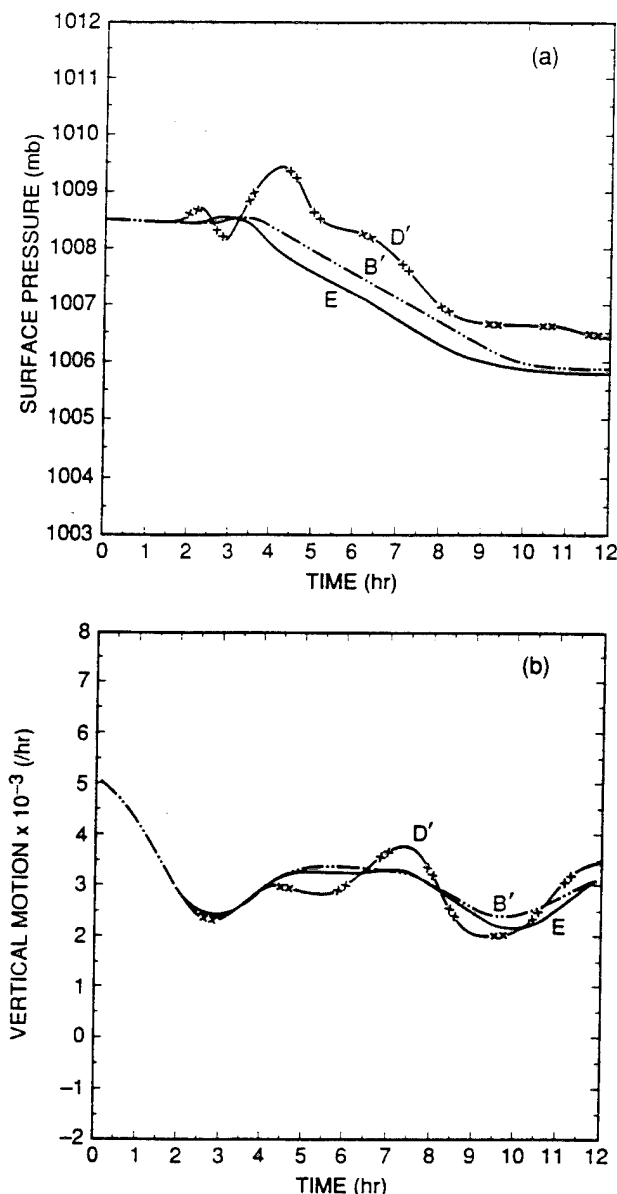 (a)
SURFACE PRESSURE (mb)
1012
1011
1010
1009
1008
1007
1006
1005
1004
1003
D′
B′
E
0 1 2 3 4 5 6 7 8 9 10 11 12
TIME (hr)
(b)
VERTICAL MOTION x 10⁻³ (/hr)
8
7
6
5
4
3
2
1
0
−1
−2
D′
B′
E
0 1 2 3 4 5 6 7 8 9 10 11 12
TIME (hr)